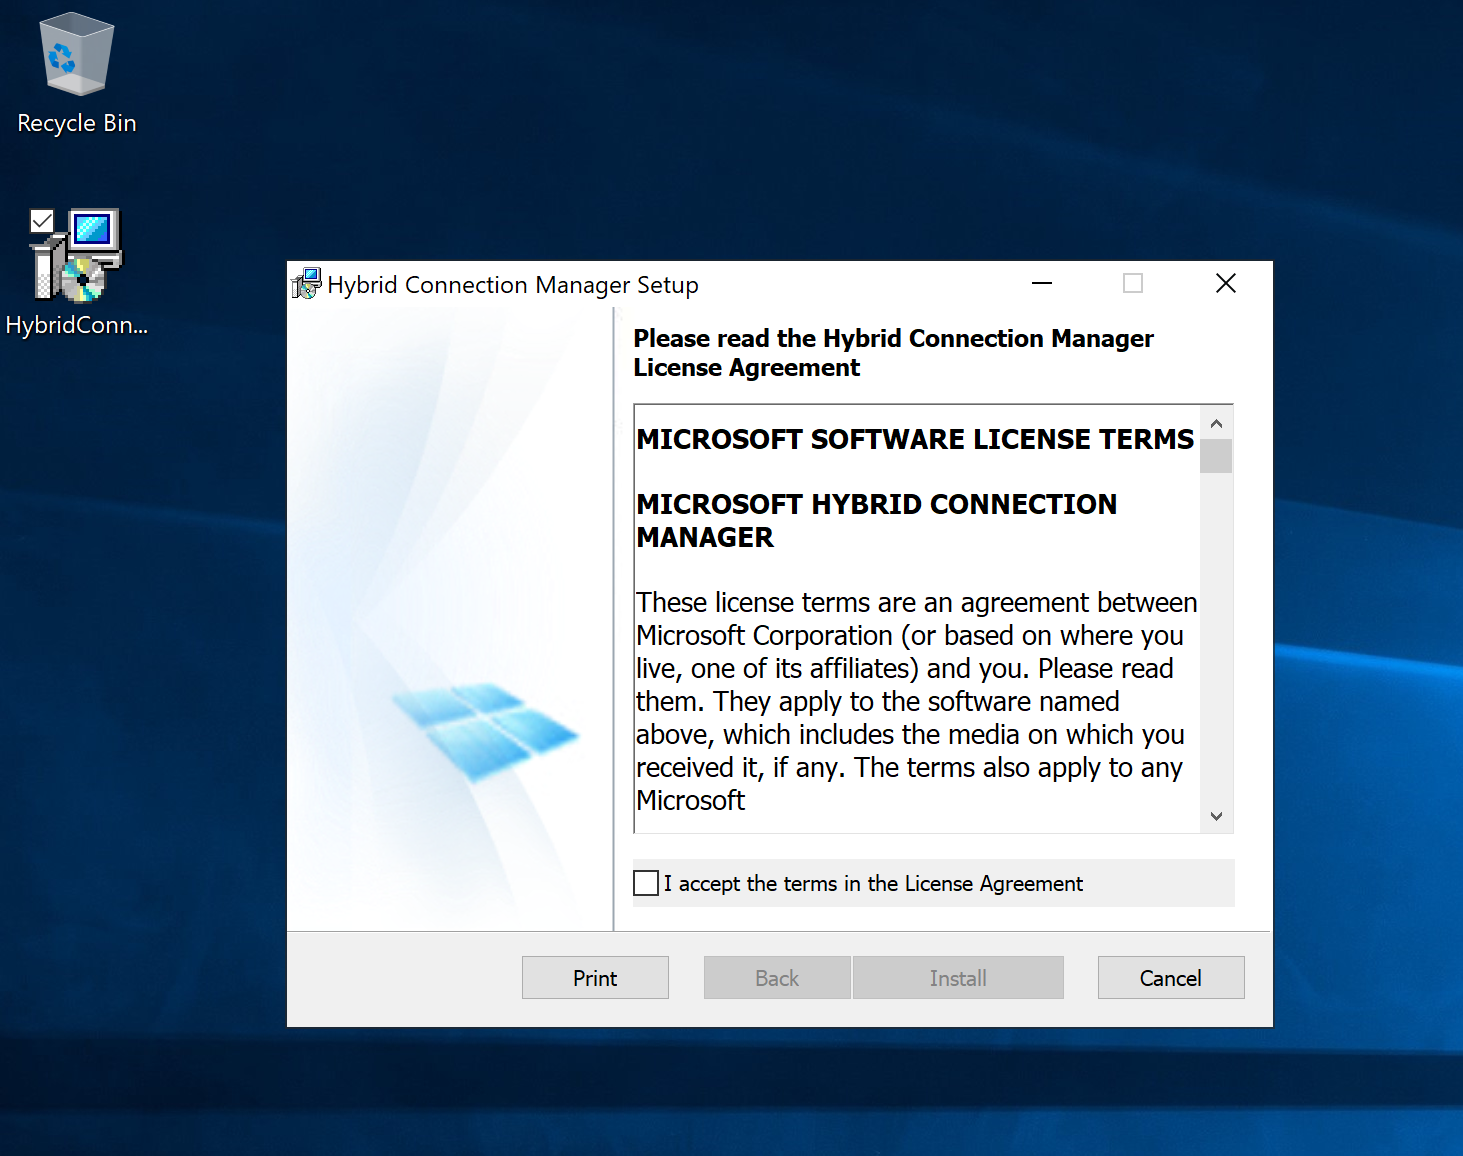 Recycle Bin
HybridConn...
Hybrid Connection Manager Setup
Please read the Hybrid Connection Manager
License Agreement
MICROSOFT SOFTWARE LICENSE TERMS
MICROSOFT HYBRID CONNECTION
MANAGER
These license terms are an agreement between
Microsoft Corporation (or based on where you
live, one of its affiliates) and you. Please read
them. They apply to the software named
above, which includes the media on which you
received it, if any. The terms also apply to any
Microsoft
I accept the terms in the License Agreement
Print
Back
Install
Cancel